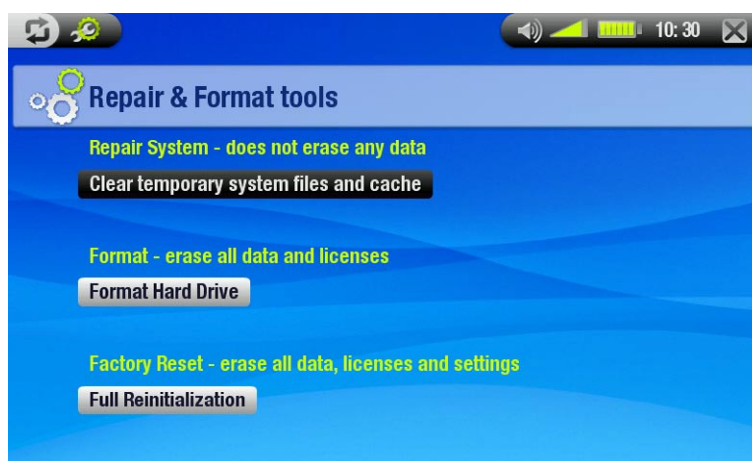 10:30
Repair & Format tools
Repair System - does not erase any data
Clear temporary system files and cache
Format - erase all data and licenses
Format Hard Drive
Factory Reset - erase all data, licenses and settings
Full Reinitialization